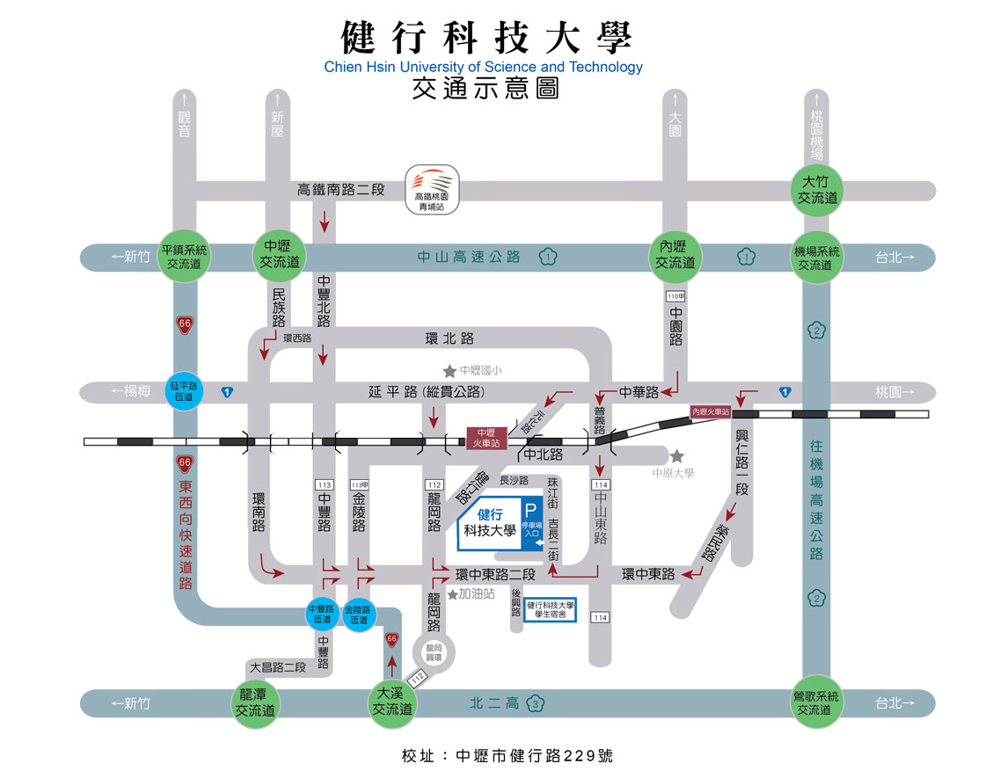 健行科技大學
Chien Hsin University of Science and Technology
交通示意圖
←觀音
←新屋
←大園
←桃園機場
高鐵南路二段
高鐵桃園
青埔站
大竹
交流道
←新竹
平鎮系統
交流道
中壢
交流道
中山高速公路
1
內壢
交流道
1
機場系統
交流道
台北→
民族路
中豐北路
110甲
中園路
66
2
環西路
環北路
中壢國小
←楊梅
延平路
匝道
1
延平路(縱貫公路)
中華路
1
桃園→
元化路
普義路
內壢火車站
中壢
火車站
中北路
中原大學
興仁路一段
往機場高速公路
66
東西向快速道路
環南路
113
中豐路
113甲
金陵路
112
龍岡路
健行路
長沙路
珠江街
吉長二街
114
中山東路
榮民路
健行
科技大學
P
停車場
入口
環中東路二段
環中東路
加油站
後興路
健行科技大學
學生宿舍
114
2
中豐路
匝道
金陵路
匝道
龍岡路
66
中豐路
龍岡
圓環
大昌路二段
112
←新竹
龍潭
交流道
大溪
交流道
北二高
3
鶯歌系統
交流道
台北→
校址：中壢市健行路229號